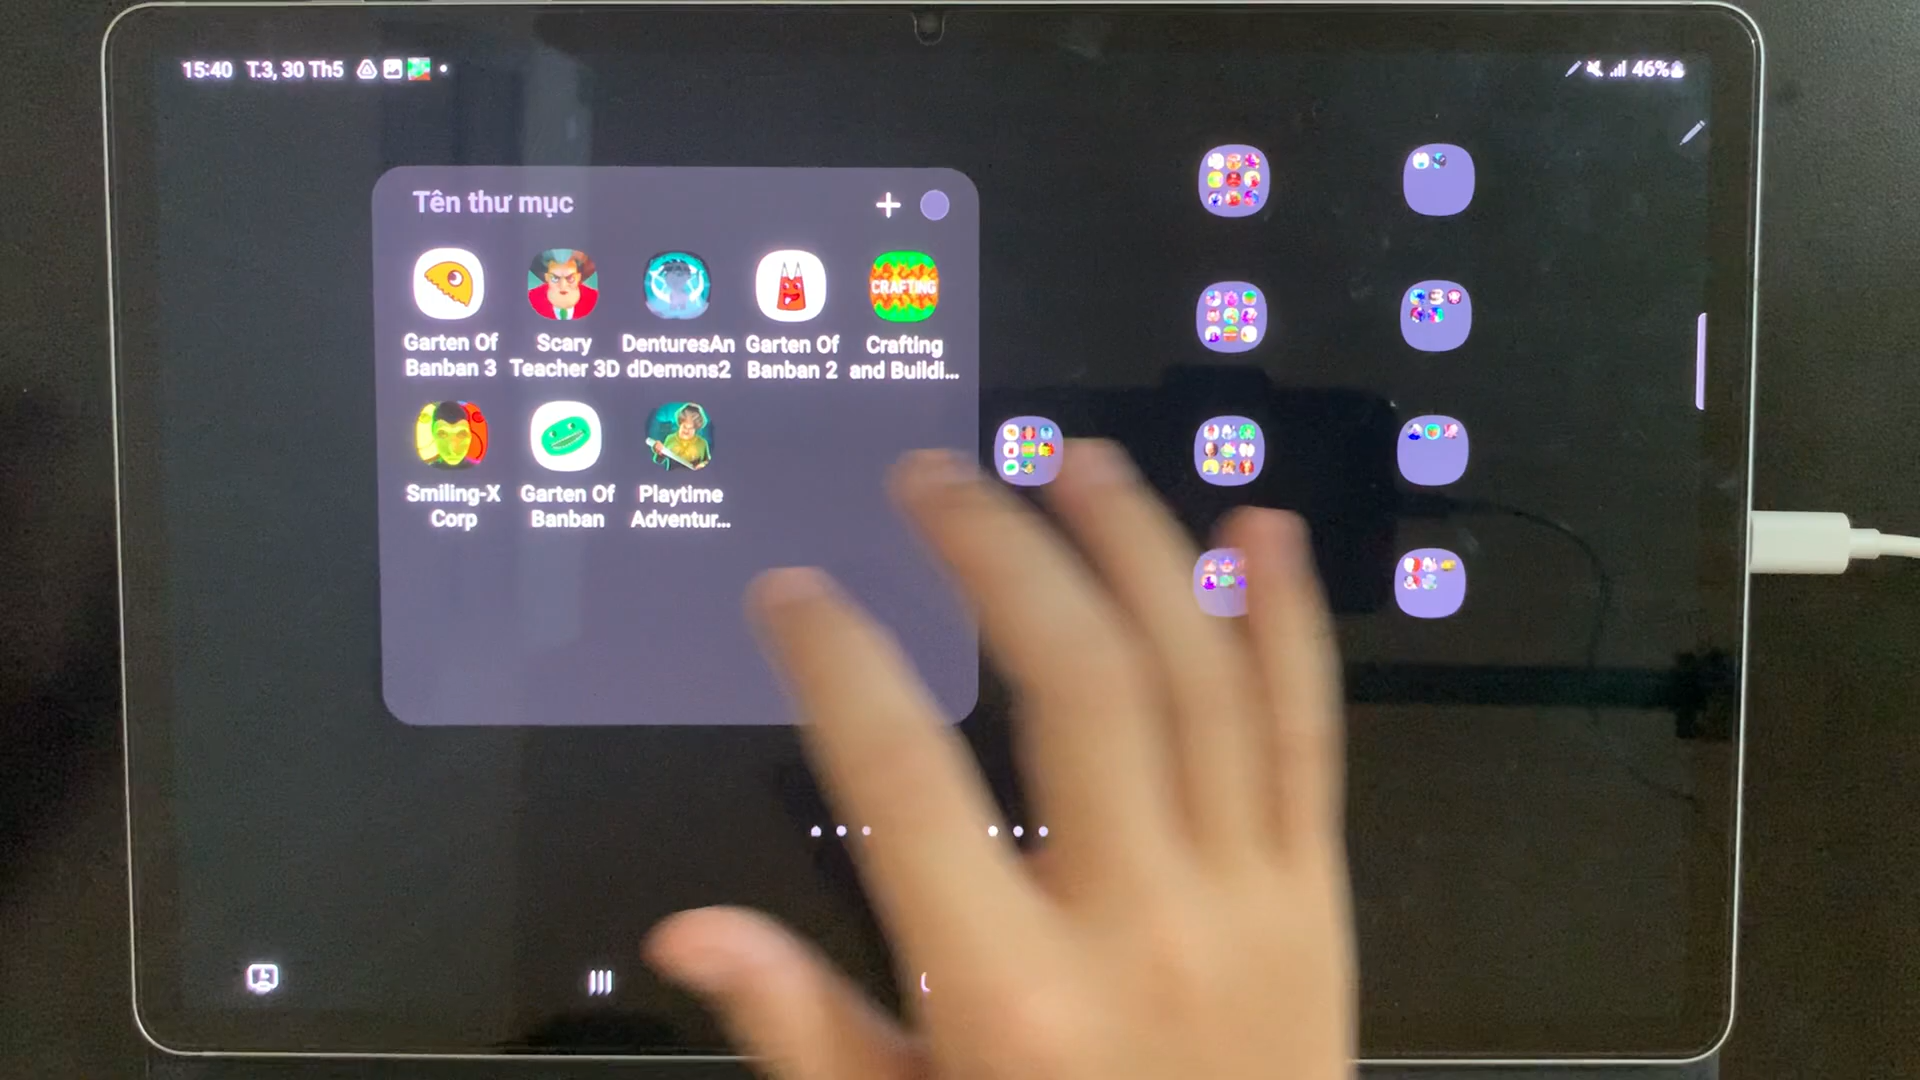 15:40 T.3, 30 Th5
46%
Tên thư mục
CRAFTING
Garten Of
Banban 3
Scary
Teacher 3D
DenturesAn
dDemons2
Garten Of
Banban 2
Crafting
and Buildi...
Smiling-X
Corp
Garten Of
Banban
Playtime
Adventur...